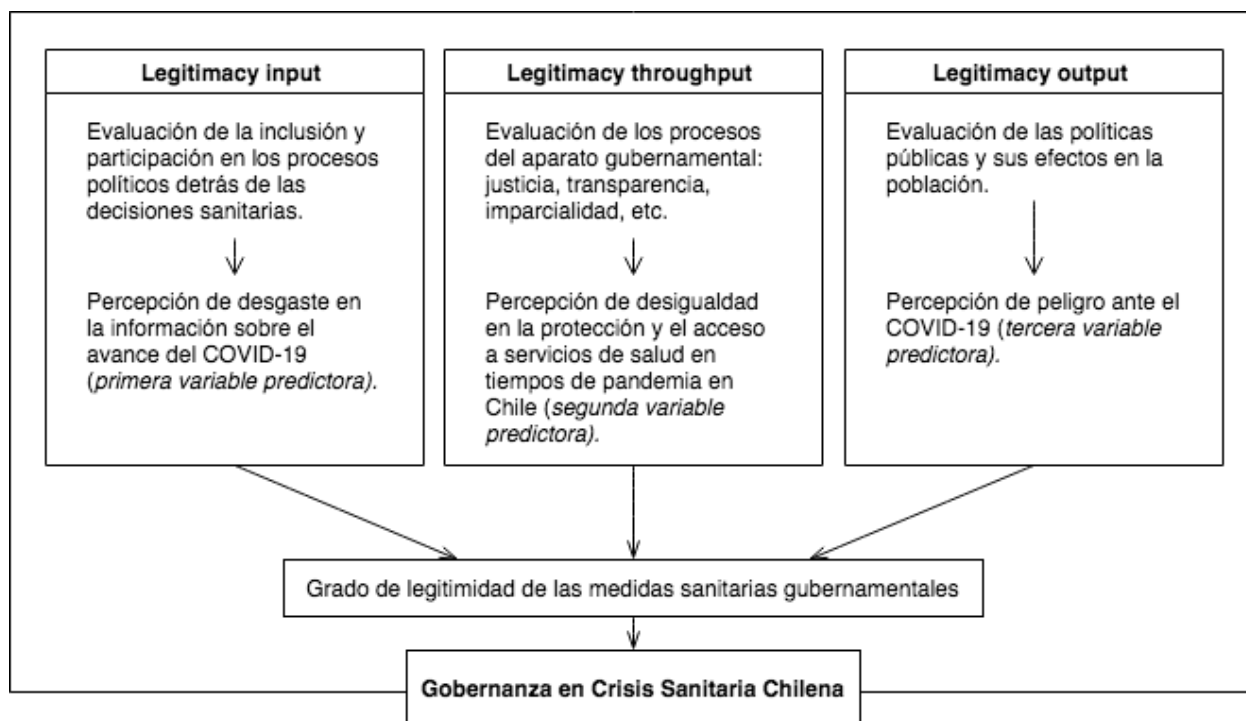 Legitimacy input
Evaluación de la inclusión y
participación en los procesos
políticos detrás de las
decisiones sanitarias.
Percepción de desgaste en
la información sobre el
avance del COVID-19
(primera variable predictora).
Legitimacy throughput
Evaluación de los procesos
del aparato gubernamental:
justicia, transparencia,
imparcialidad, etc.
Percepción de desigualdad
en la protección y el acceso
a servicios de salud en
tiempos de pandemia en
Chile (segunda variable
predictora).
Legitimacy output
Evaluación de las políticas
públicas y sus efectos en la
población.
Percepción de peligro ante el
COVID-19 (tercera variable
predictora).
Grado de legitimidad de las medidas sanitarias gubernamentales
Gobernanza en Crisis Sanitaria Chilena